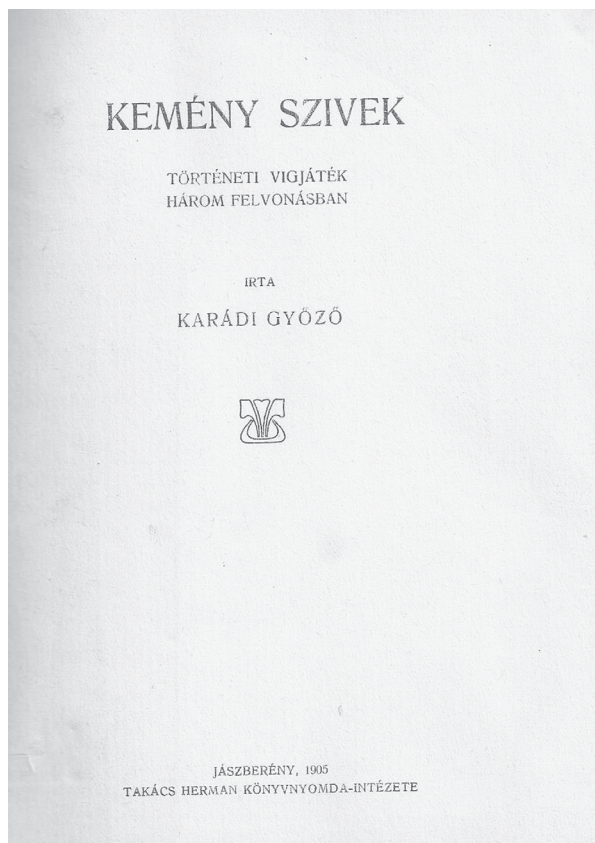 KEMÉNY SZIVEK
TÖRTÉNETI VIGJÁTÉK
HÁROM FELVONÁSBAN
IRTA
KARÁDI GYŐZŐ
JÁSZBERÉNY, 1905
TAKÁCS HERMAN KÖNYVNYOMDA-INTÉZETE